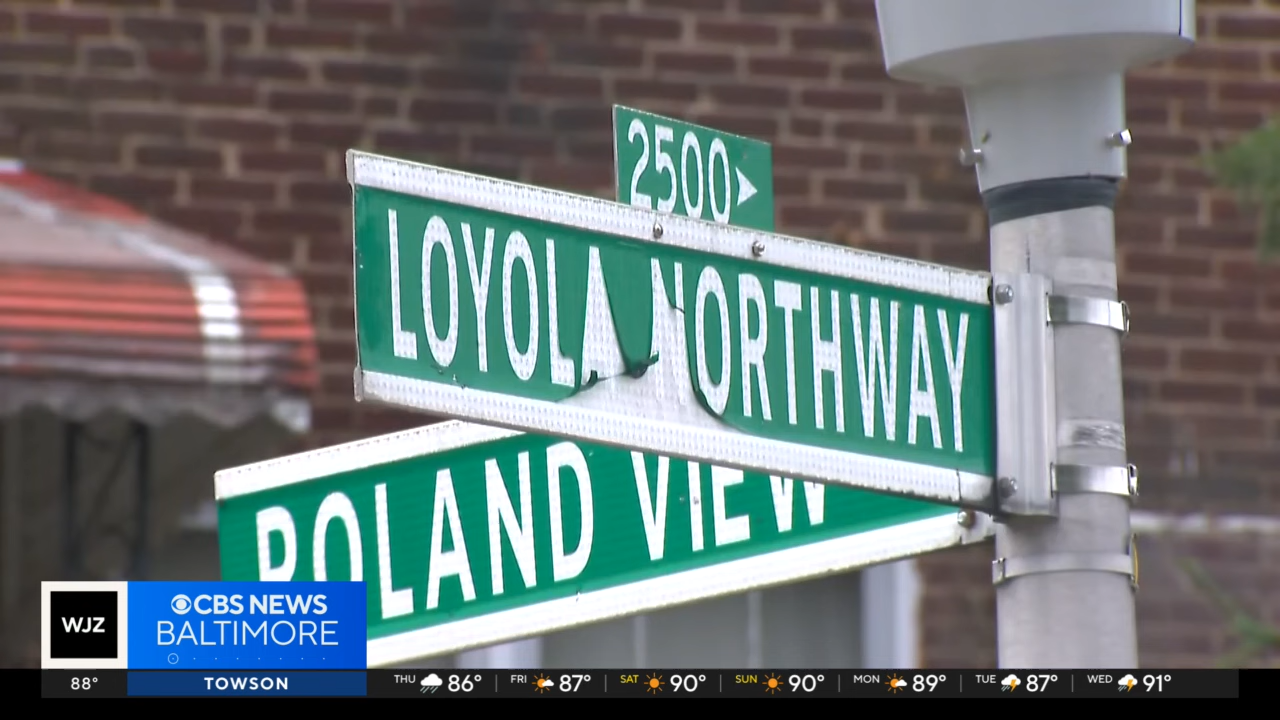 2500
LOYOLA NORTHWAY
ROLAND VIEW
WJZ
CBS NEWS
BALTIMORE
88° TOWSON THU 86° FRI 87° SAT 90° SUN 90° MON 89° TUE 87° WED 91°